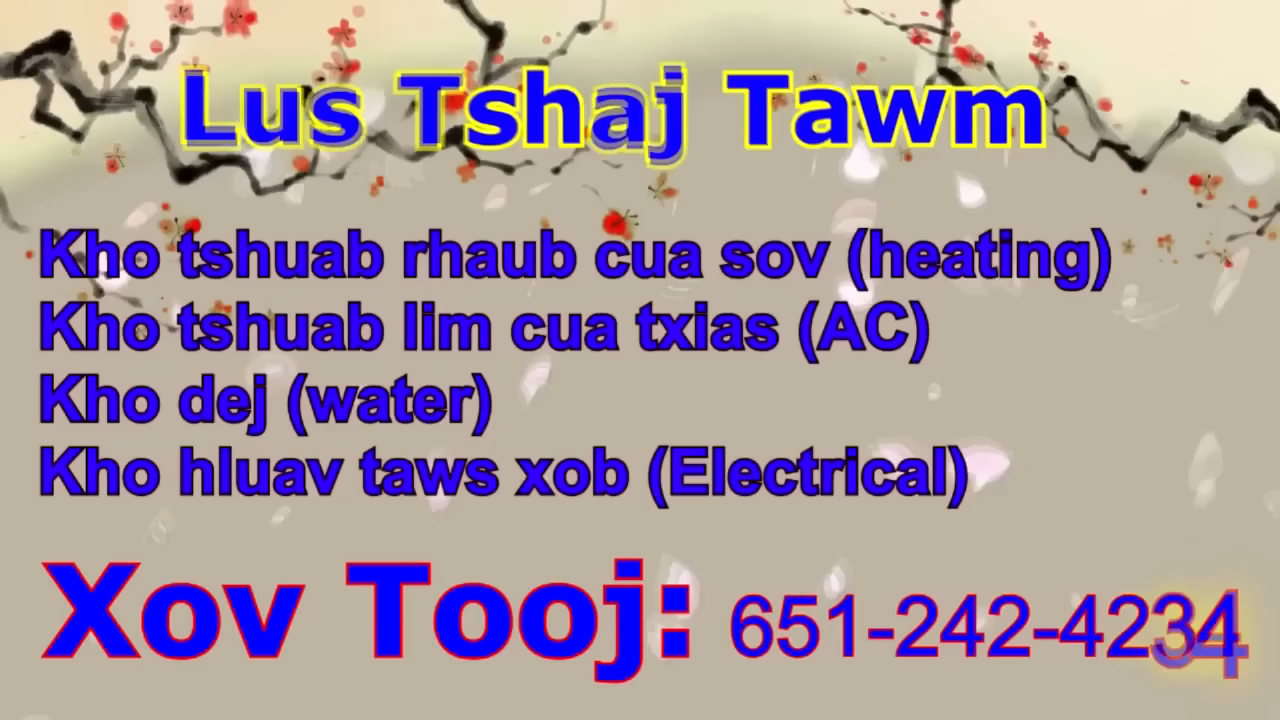 Lus Tshaj Tawm
Kho tshuab rhaub cua sov (heating)
Kho tshuab lim cua txias (AC)
Kho dej (water)
Kho hluav taws xob (Electrical)
Xov Tooj: 651-242-4234